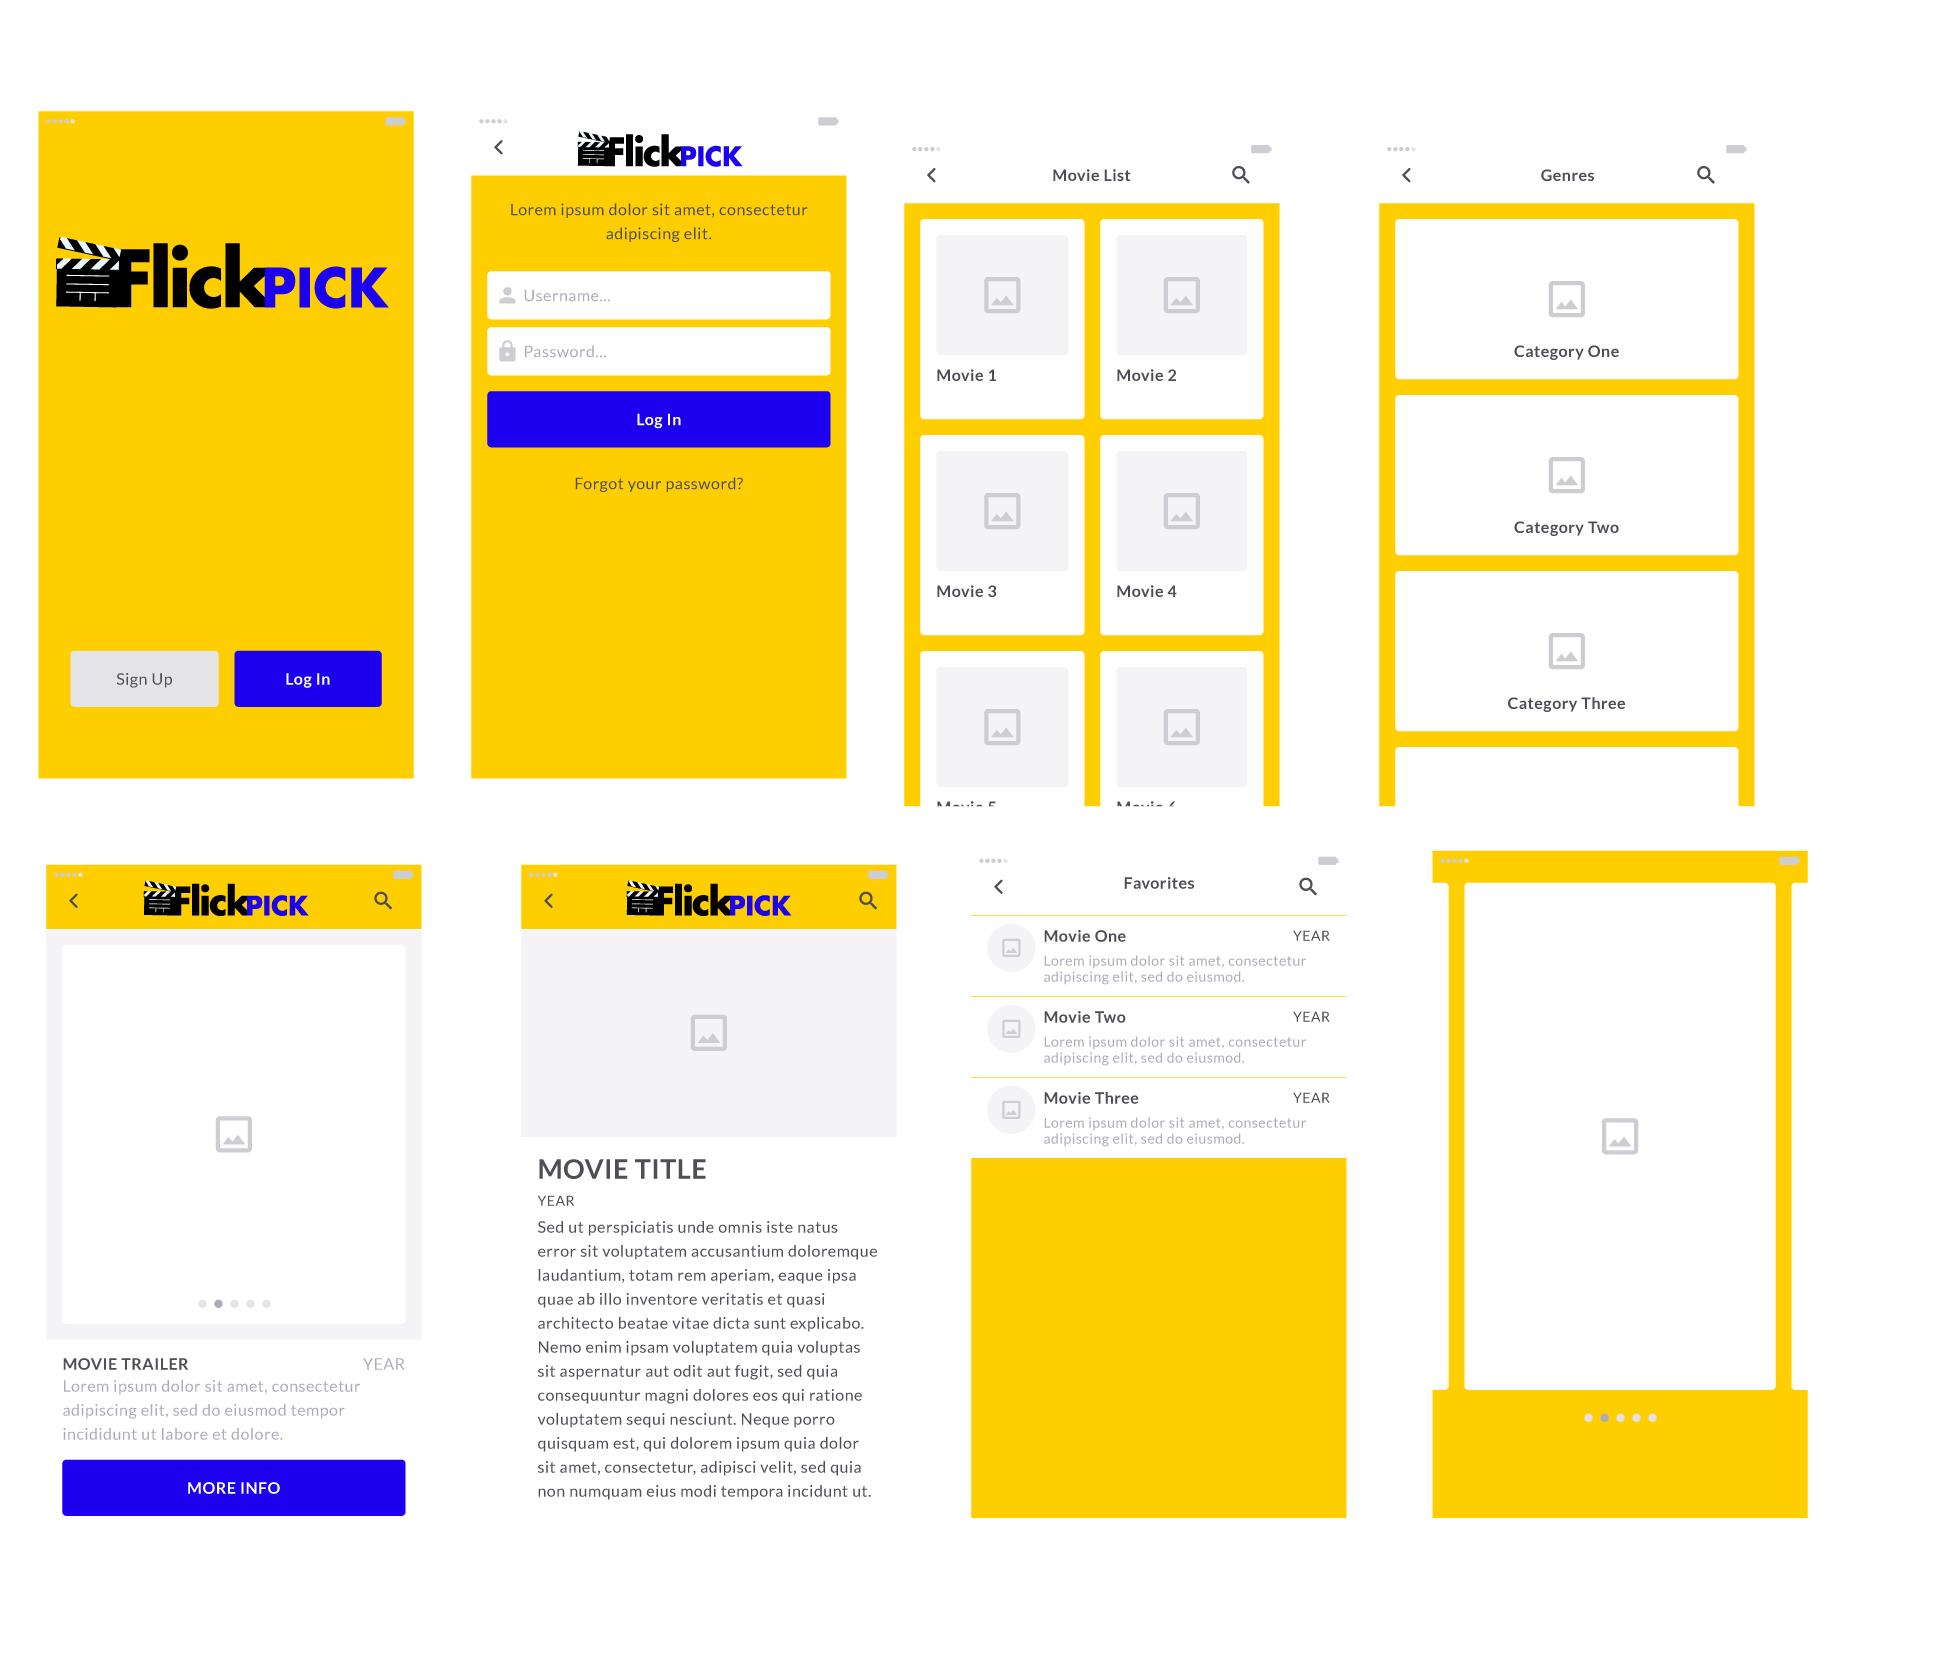 FlickPICK
Sign Up
Log In
FlickPICK
Lorem ipsum dolor sit amet, consectetur
adipiscing elit.
Username...
Password...
Log In
Forgot your password?
Movie List
Movie 1
Movie 2
Movie 3
Movie 4
Movie 5
Movie 6
Genres
Category One
Category Two
Category Three
FlickPICK
MOVIE TRAILER
YEAR
Lorem ipsum dolor sit amet, consectetur
adipiscing elit, sed do eiusmod tempor
incididunt ut labore et dolore.
MORE INFO
FlickPICK
MOVIE TITLE
YEAR
Sed ut perspiciatis unde omnis iste natus
error sit voluptatem accusantium doloremque
laudantium, totam rem aperiam, eaque ipsa
quae ab illo inventore veritatis et quasi
architecto beatae vitae dicta sunt explicabo.
Nemo enim ipsam voluptatem quia voluptas
sit aspernatur aut odit aut fugit, sed quia
consequuntur magni dolores eos qui ratione
voluptatem sequi nesciunt. Neque porro
quisquam est, qui dolorem ipsum quia dolor
sit amet, consectetur, adipisci velit, sed quia
non numquam eius modi tempora incidunt ut.
Favorites
Movie One
YEAR
Lorem ipsum dolor sit amet, consectetur
adipiscing elit, sed do eiusmod.
Movie Two
YEAR
Lorem ipsum dolor sit amet, consectetur
adipiscing elit, sed do eiusmod.
Movie Three
YEAR
Lorem ipsum dolor sit amet, consectetur
adipiscing elit, sed do eiusmod.